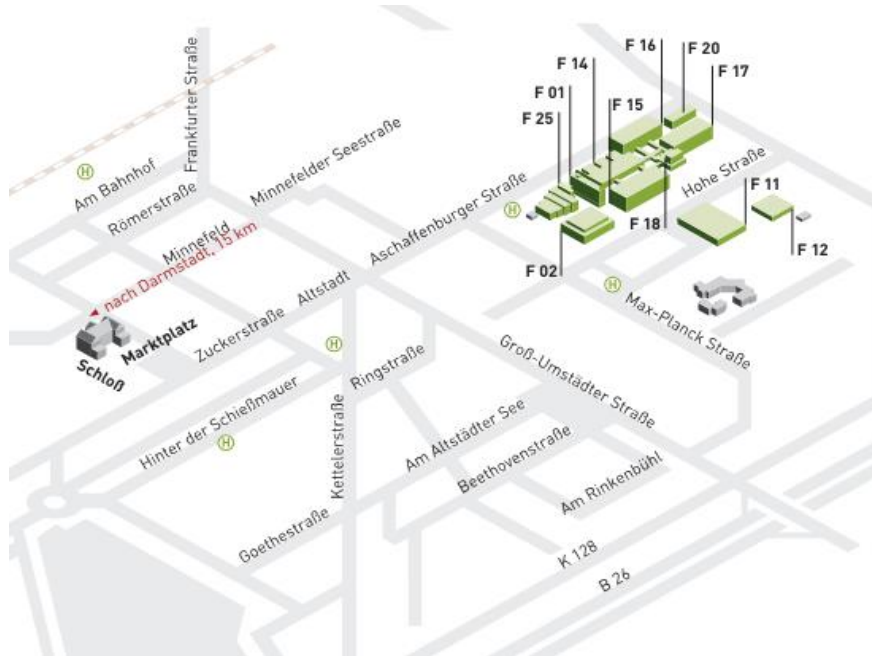 F 16
F 20
F 14
F 17
F 01
F 15
F 25
Frankfurter Straße
Minnefelder Seestraße
Am Bahnhof
H
Römerstraße
Aschaffenburger Straße
Hohe Straße
F 11
H
Minnefeld
F 18
F 12
nach Darmstadt, 15 km
F 02
Altstadt
H
Max-Planck Straße
Marktplatz
Schloß
Zuckerstraße
H
Ringstraße
Groß-Umstädter Straße
Hinter der Schießmauer
H
Kettelerstraße
Am Altstädter See
Beethovenstraße
Am Rinkenbühl
Goethestraße
K 128
B 26